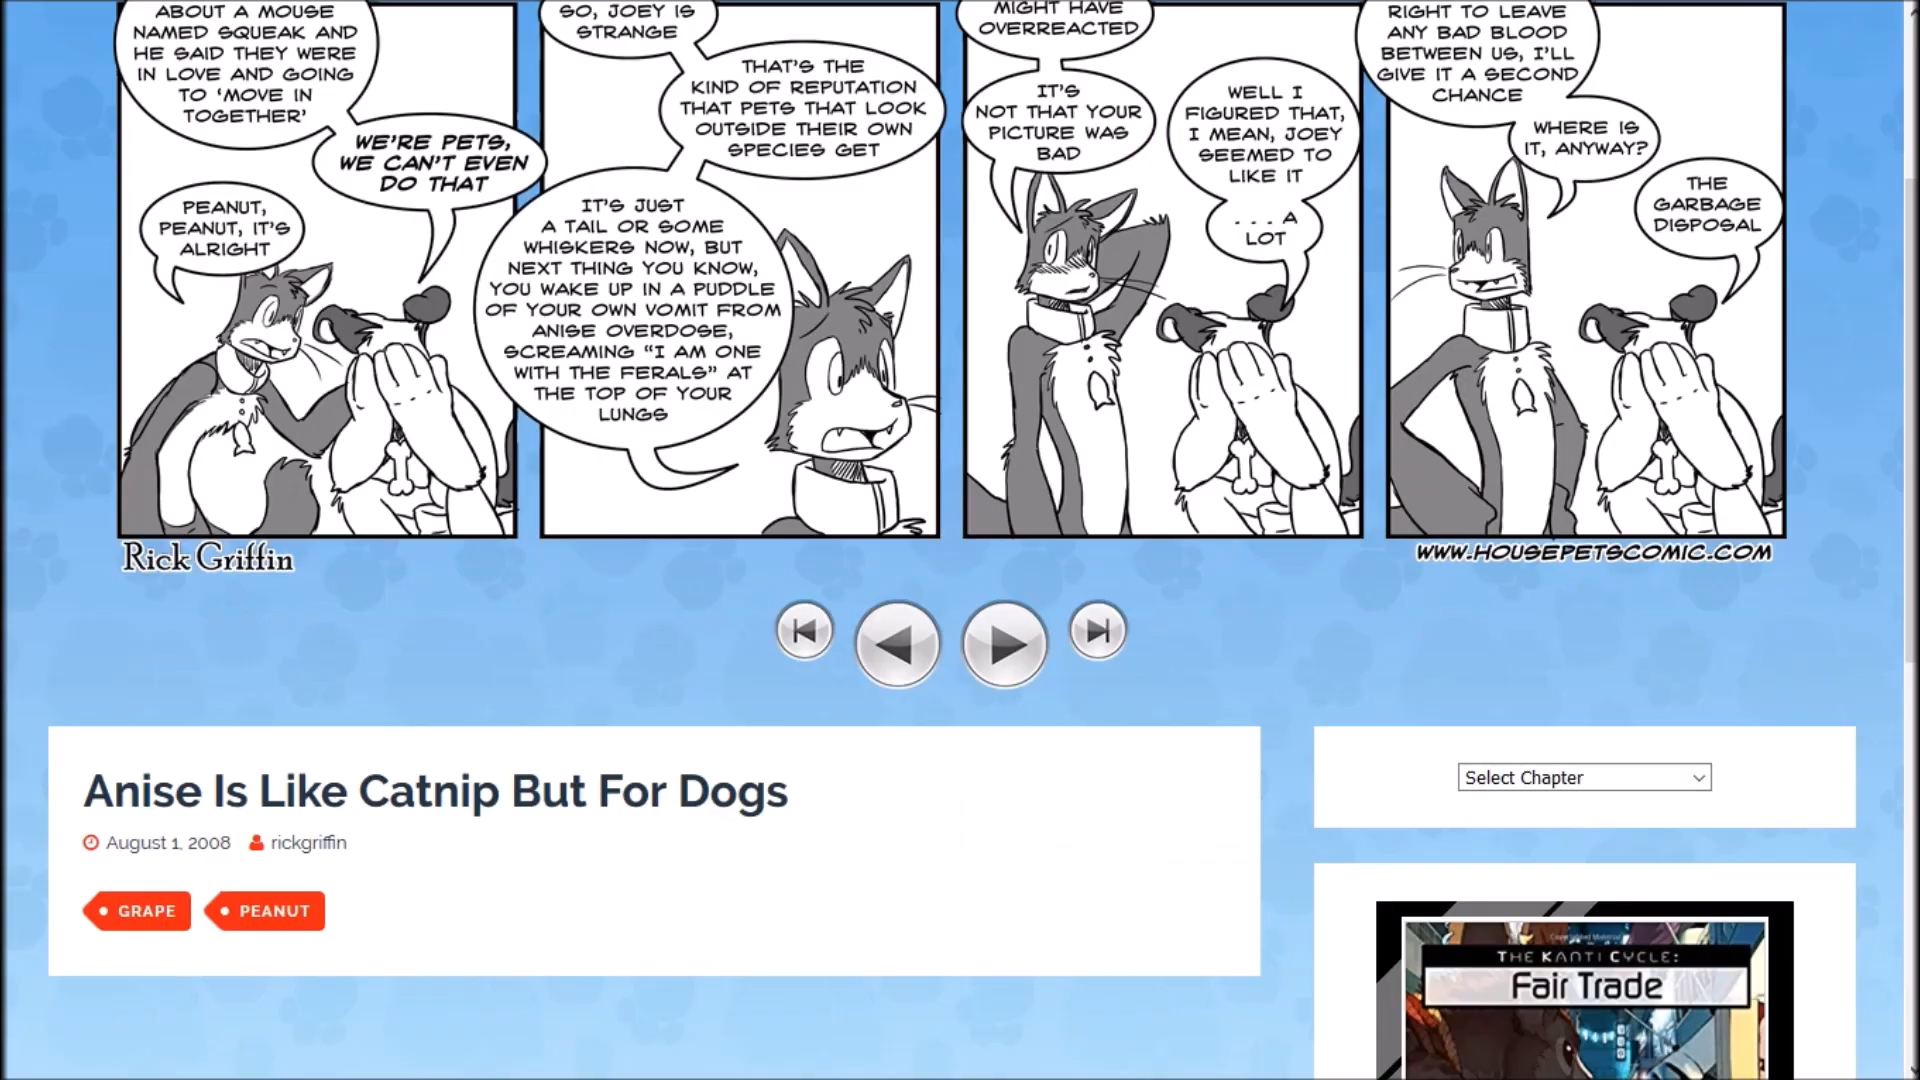 ABOUT A MOUSE
NAMED SQUEAK AND
HE SAID THEY WERE
IN LOVE AND GOING
TO ‘MOVE IN
TOGETHER’
WE’RE PETS,
WE CAN’T EVEN
DO THAT
PEANUT,
PEANUT, IT’S
ALRIGHT
SO, JOEY IS
STRANGE
THAT’S THE
KIND OF REPUTATION
THAT PETS THAT LOOK
OUTSIDE THEIR OWN
SPECIES GET
IT’S JUST
A TAIL OR SOME
WHISKERS NOW, BUT
NEXT THING YOU KNOW,
YOU WAKE UP IN A PUDDLE
OF YOUR OWN VOMIT FROM
ANISE OVERDOSE,
SCREAMING “I AM ONE
WITH THE FERALS” AT
THE TOP OF YOUR
LUNGS
MIGHT HAVE
OVERREACTED
IT’S
NOT THAT YOUR
PICTURE WAS
BAD
WELL I
FIGURED THAT,
I MEAN, JOEY
SEEMED TO
LIKE IT
. . . . A
LOT
RIGHT TO LEAVE
ANY BAD BLOOD
BETWEEN US, I’LL
GIVE IT A SECOND
CHANCE
WHERE IS
IT, ANYWAY?
THE
GARBAGE
DISPOSAL
Rick Griffin
WWW.HOUSEPETSCOMIC.COM
Anise Is Like Catnip But For Dogs
August 1, 2008 rickgriffin
GRAPE PEANUT
Select Chapter
THE KANTI CYCLE:
Fair Trade